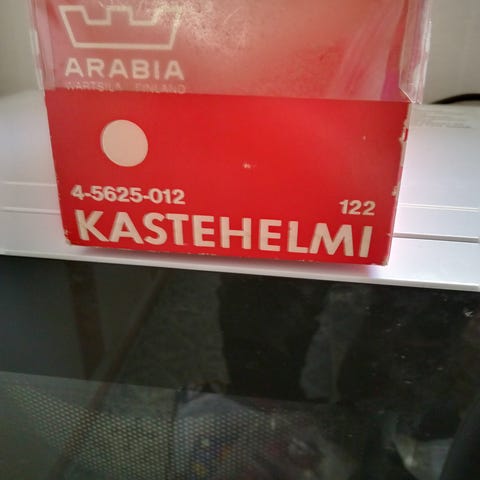 ARABIA
WÄRTSILÄ FINLAND
4-5625-012
122
KASTEHELMI